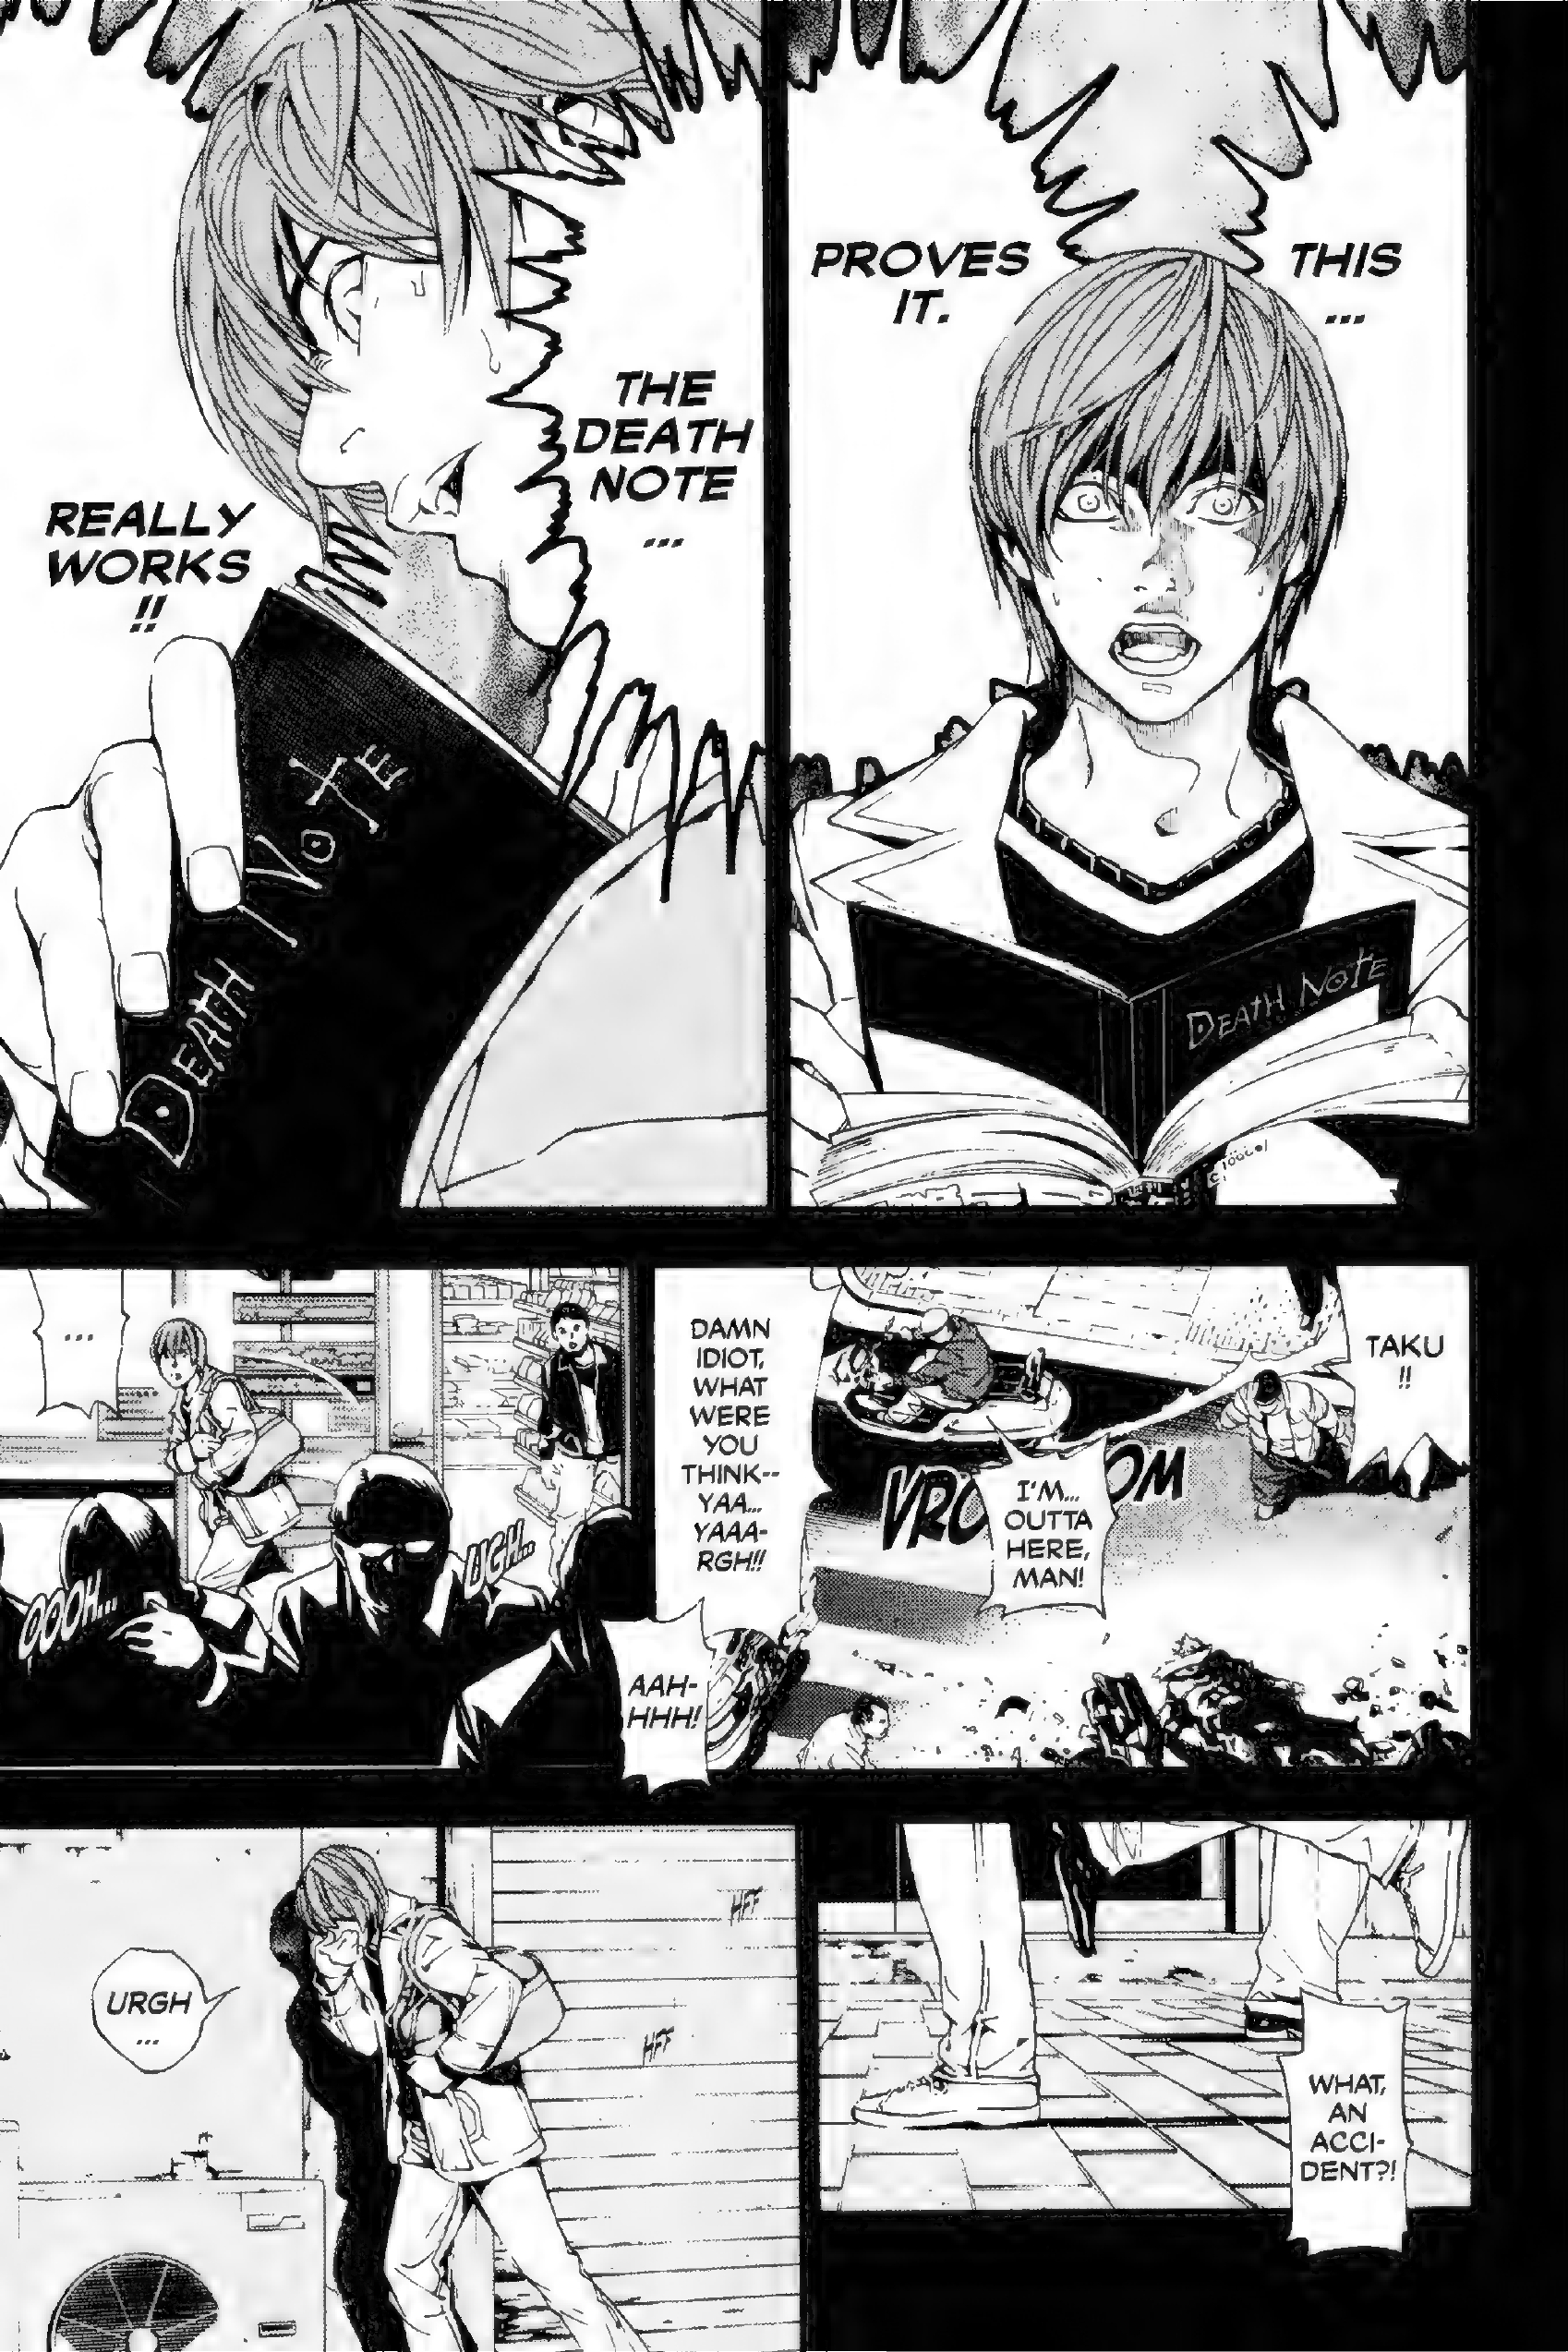 THIS
...
PROVES
IT.
DEATH NOTE
THE
DEATH
NOTE
...
REALLY
WORKS
!!
DEATH NOTE
TAKU
!!
VROOM
I'M...
OUTTA
HERE,
MAN!
DAMN
IDIOT,
WHAT
WERE
YOU
THINK--
YAA...
YAAA-
RGH!!
AAH-
HHH!
UGH...
...
OOOH...
WHAT,
AN
ACCI-
DENT?!
HFF
HFF
URGH
...